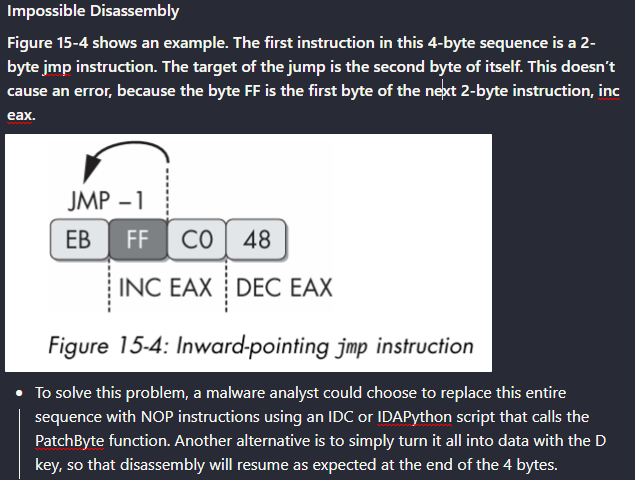 Impossible Disassembly
Figure 15-4 shows an example. The first instruction in this 4-byte sequence is a 2-
byte jmp instruction. The target of the jump is the second byte of itself. This doesn't
cause an error, because the byte FF is the first byte of the next 2-byte instruction, inc
eax.
JMP –1
EB FF C0 48
INC EAX DEC EAX
Figure 15-4: Inward-pointing jmp instruction
• To solve this problem, a malware analyst could choose to replace this entire
sequence with NOP instructions using an IDC or IDAPython script that calls the
PatchByte function. Another alternative is to simply turn it all into data with the D
key, so that disassembly will resume as expected at the end of the 4 bytes.